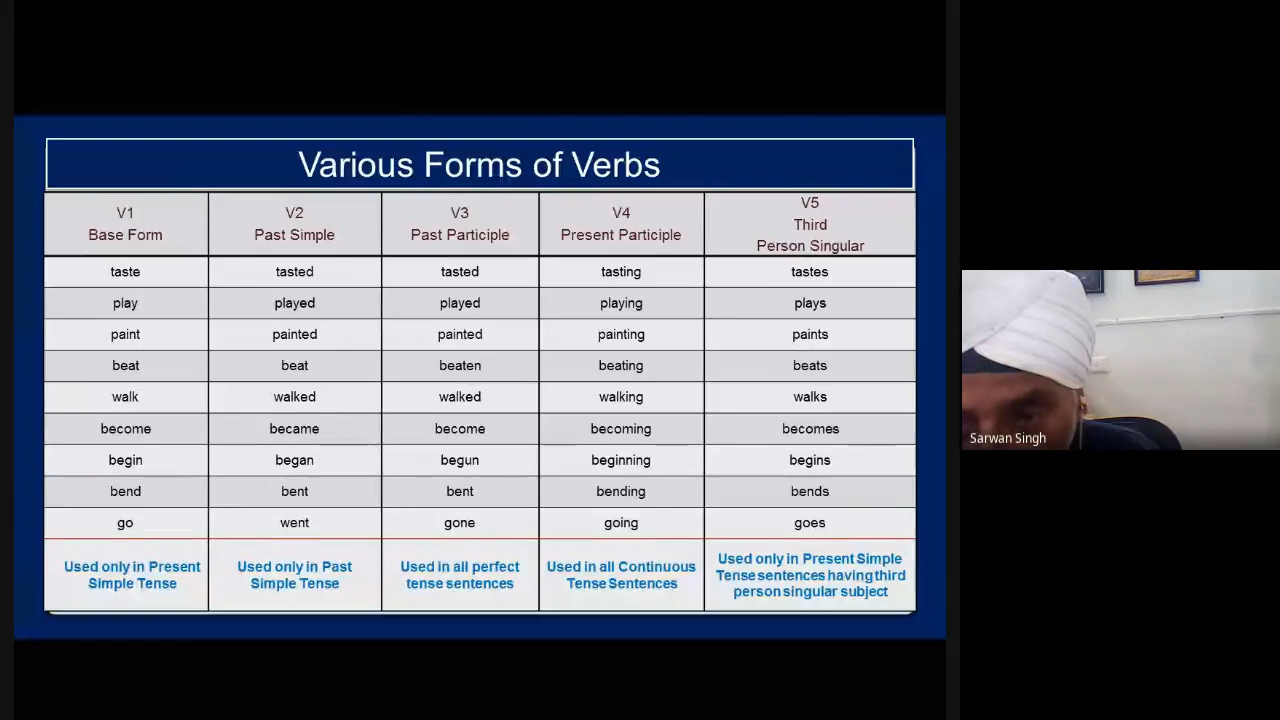 Various Forms of Verbs
V1
Base Form
V2
Past Simple
V3
Past Participle
V4
Present Participle
V5
Third
Person Singular
taste tasted tasted tasting tastes
play played played playing plays
paint painted painted painting paints
beat beat beaten beating beats
walk walked walked walking walks
become became become becoming becomes
begin began begun beginning begins
bend bent bent bending bends
go went gone going goes
Used only in Present
Simple Tense
Used only in Past
Simple Tense
Used in all perfect
tense sentences
Used in all Continuous
Tense Sentences
Used only in Present Simple
Tense sentences having third
person singular subject
Sarwan Singh